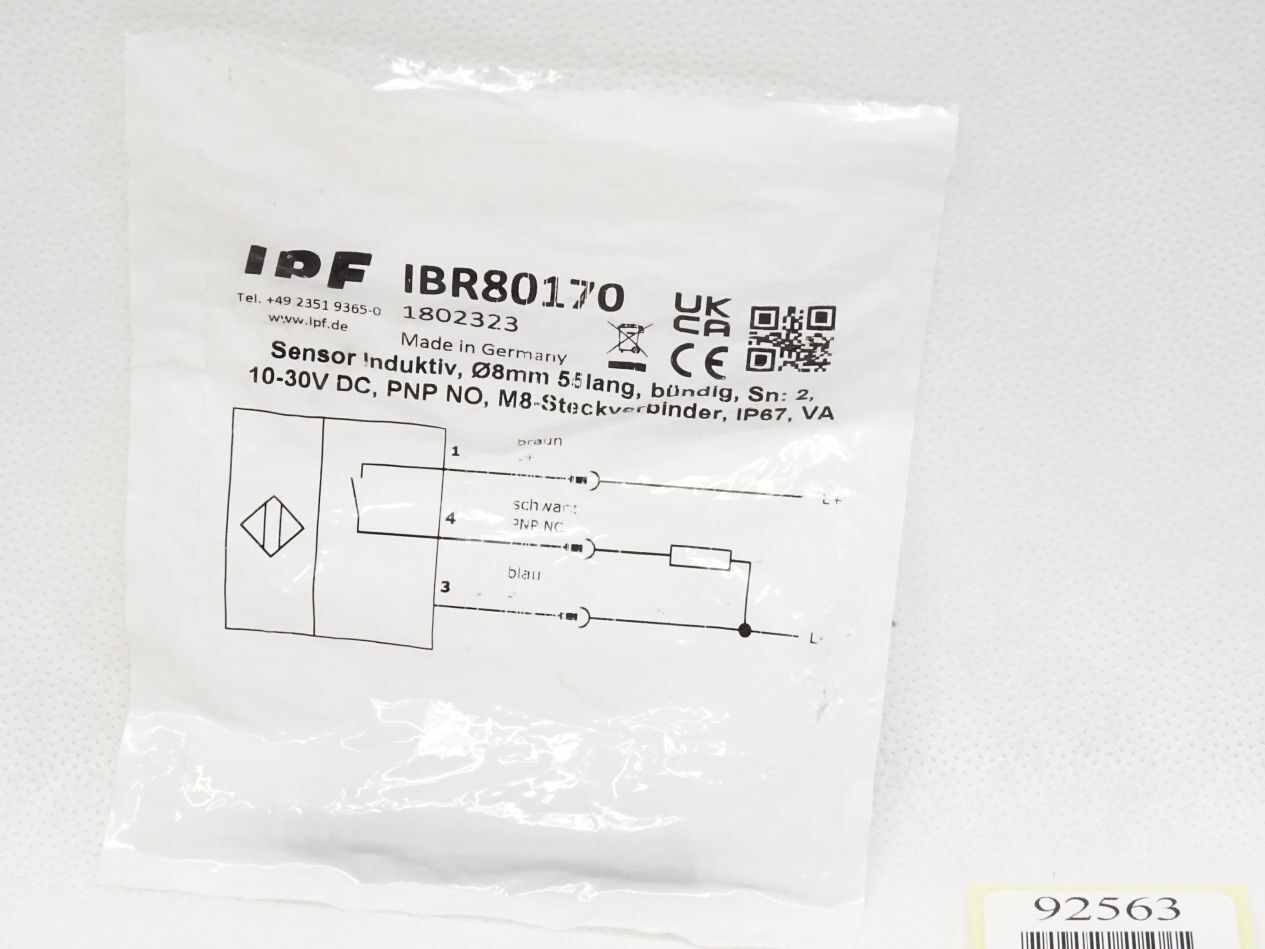 IPF
IBR80170
Tel. +49 2351 9365-0
www.ipf.de
1802323
Made in Germany
UK
CA
CE
Sensor Induktiv, Ø8mm lang, bündig, Sn: 2,
10-30V DC, PNP NO, M8-Steckverbinder, IP67, VA
1
braun
L+
4
schwarz
PNP NO
3
blau
L+
L-
92563